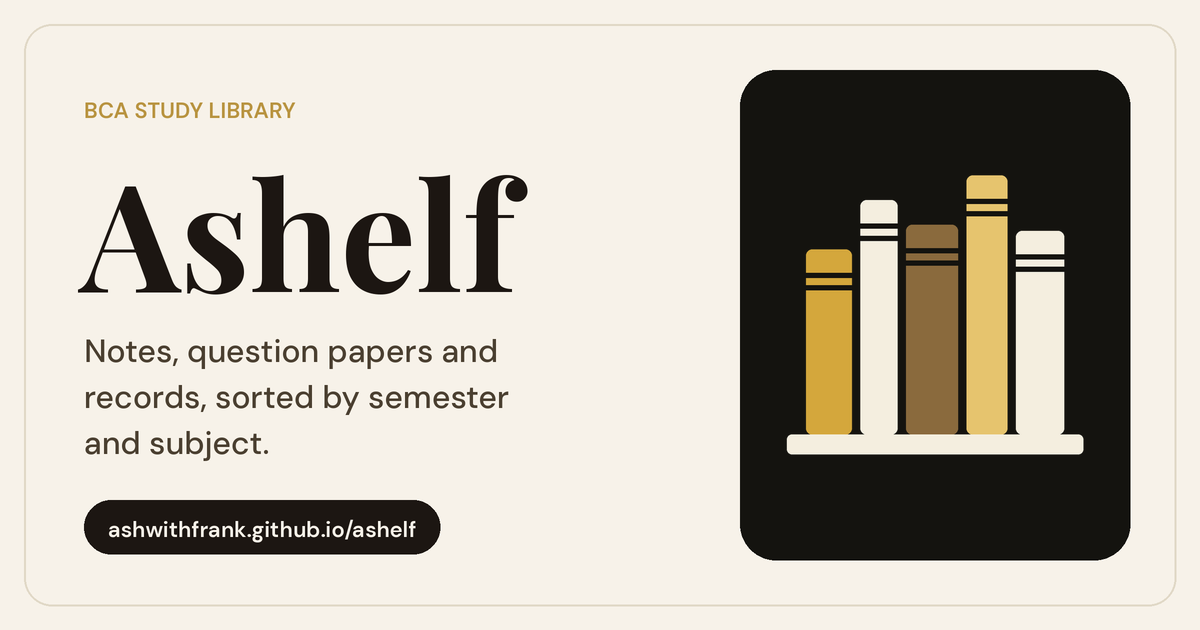 BCA STUDY LIBRARY
Ashelf
Notes, question papers and
records, sorted by semester
and subject.
ashwithfrank.github.io/ashelf